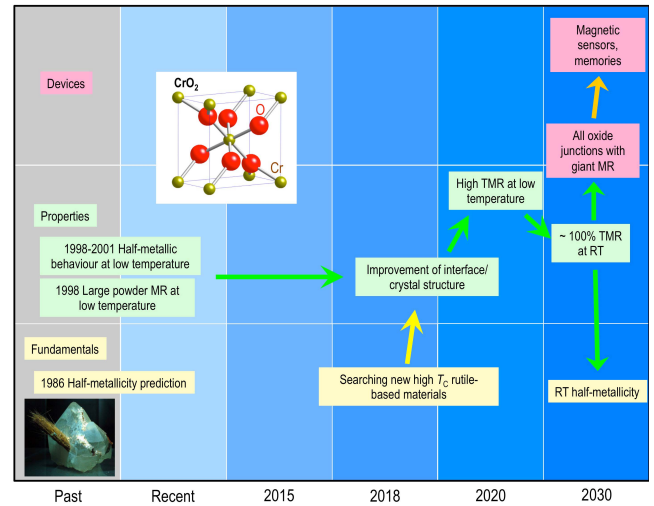 Magnetic
sensors,
memories
Devices
CrO₂
O
Cr
All oxide
junctions with
giant MR
High TMR at low
temperature
Properties
~ 100% TMR
at RT
1998-2001 Half-metallic
behaviour at low temperature
Improvement of interface/
crystal structure
1998 Large powder MR at
low temperature
Fundamentals
1986 Half-metallicity prediction
Searching new high T_C rutile-
based materials
RT half-metallicity
Past
Recent
2015
2018
2020
2030